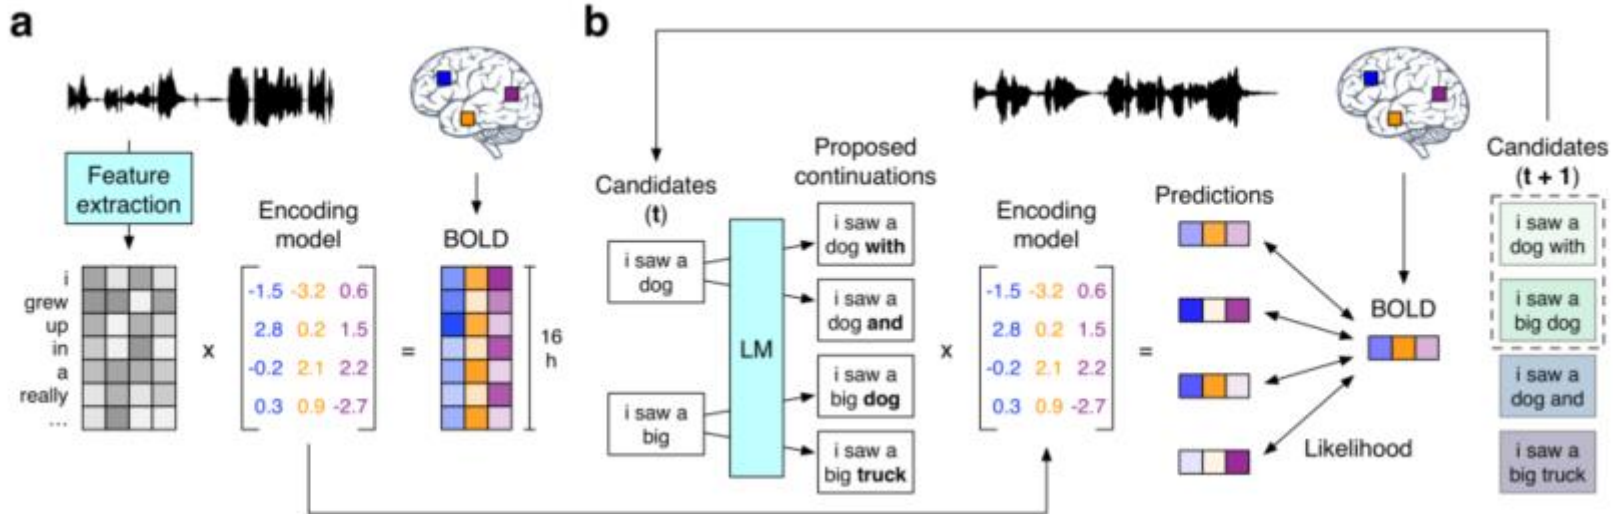 a
Feature
extraction
i
grew
up
in
a
really
...
x
Encoding
model
-1.5 -3.2 0.6
2.8 0.2 1.5
-0.2 2.1 2.2
0.3 0.9 -2.7
=
BOLD
16
h
b
Candidates
(t)
i saw a
dog
i saw a
big
LM
Proposed
continuations
i saw a
dog with
i saw a
dog and
i saw a
big dog
i saw a
big truck
x
Encoding
model
-1.5 -3.2 0.6
2.8 0.2 1.5
-0.2 2.1 2.2
0.3 0.9 -2.7
=
Predictions
Likelihood
BOLD
Candidates
(t + 1)
i saw a
dog with
i saw a
big dog
i saw a
dog and
i saw a
big truck